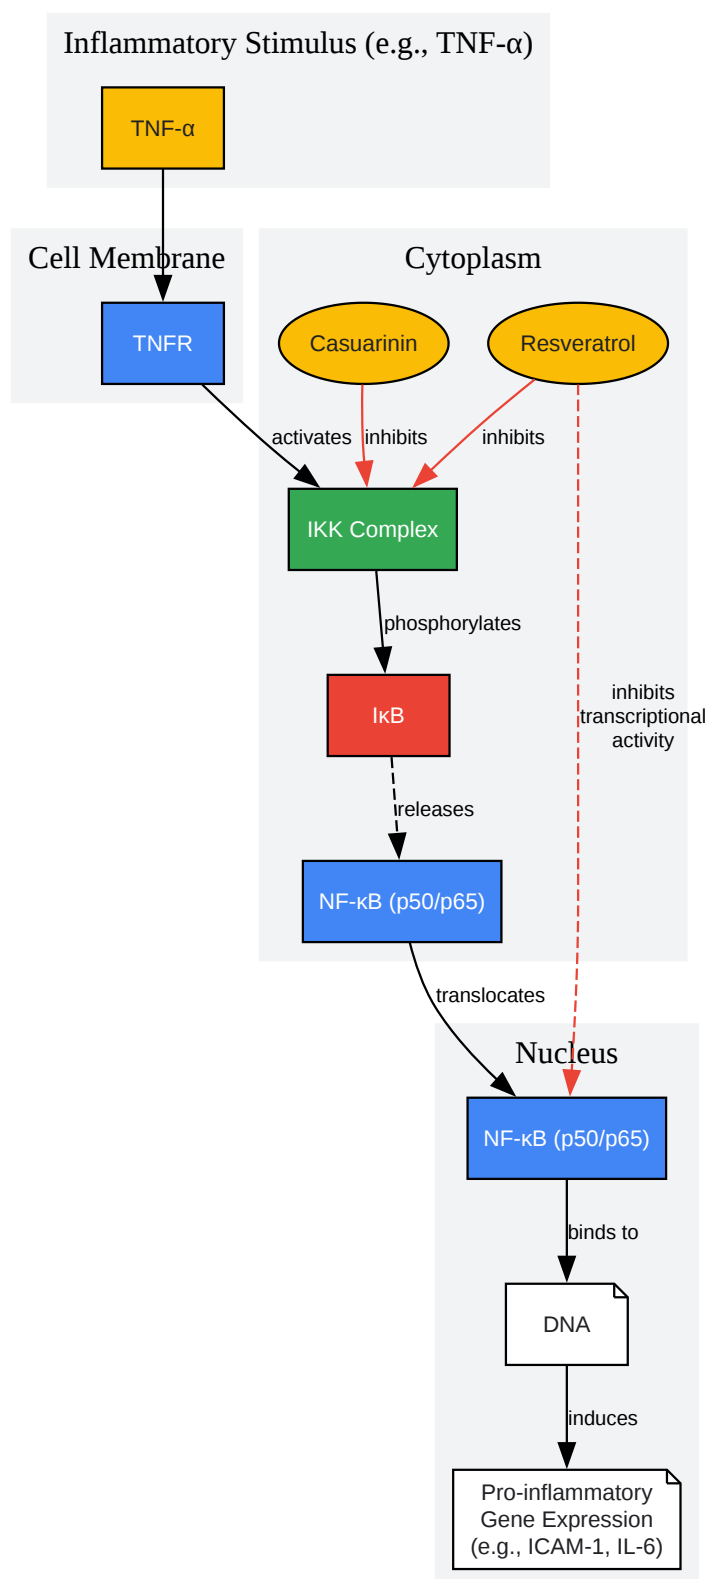 Inflammatory Stimulus (e.g., TNF-α)
TNF-α
Cell Membrane
Cytoplasm
TNFR
Casuarinin
Resveratrol
activates
inhibits
inhibits
IKK Complex
phosphorylates
IκB
inhibits
transcriptional
activity
releases
NF-κB (p50/p65)
translocates
Nucleus
NF-κB (p50/p65)
binds to
DNA
induces
Pro-inflammatory
Gene Expression
(e.g., ICAM-1, IL-6)